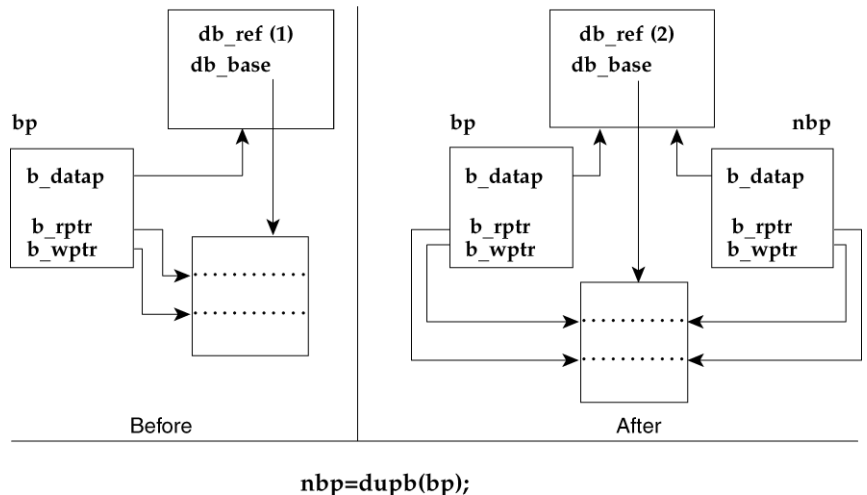 db_ref (1)
db_base
bp
b_datap
b_rptr
b_wptr
Before
db_ref (2)
db_base
bp
nbp
b_datap
b_datap
b_rptr
b_rptr
b_wptr
b_wptr
After
nbp=dupb(bp);